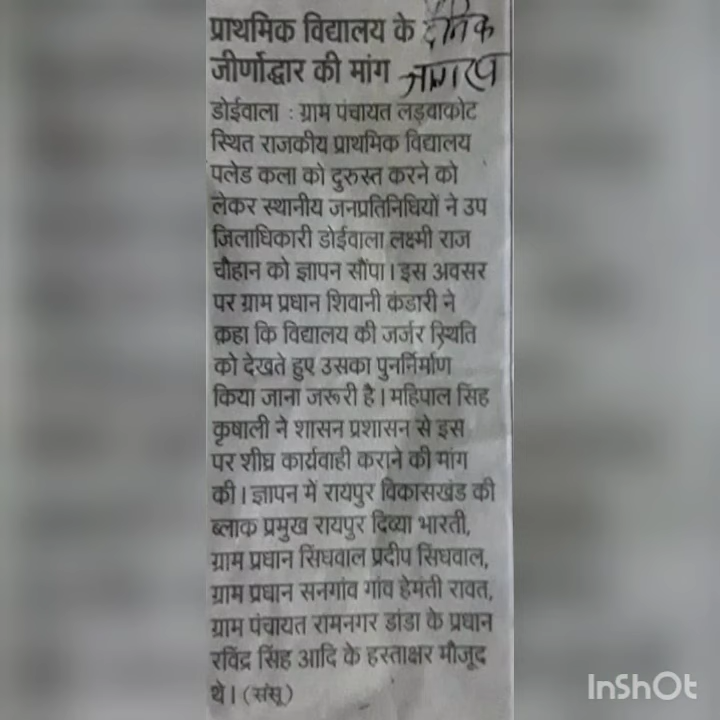 प्राथमिक विद्यालय के दैनिक
जीर्णोद्धार की मांग जागरण
डोईवाला : ग्राम पंचायत लड़वाकोट
स्थित राजकीय प्राथमिक विद्यालय
पलेड कला को दुरुस्त करने को
लेकर स्थानीय जनप्रतिनिधियों ने उप
जिलाधिकारी डोईवाला लक्ष्मी राज
चौहान को ज्ञापन सौंपा। इस अवसर
पर ग्राम प्रधान शिवानी कंडारी ने
कहा कि विद्यालय की जर्जर स्थिति
को देखते हुए उसका पुनर्निर्माण
किया जाना जरूरी है। महिपाल सिंह
कृषाली ने शासन प्रशासन से इस
पर शीघ्र कार्यवाही कराने की मांग
की। ज्ञापन में रायपुर विकासखंड की
ब्लाक प्रमुख रायपुर दिव्या भारती,
ग्राम प्रधान सिंधवाल प्रदीप सिंधवाल,
ग्राम प्रधान सनगांव गांव हेमंती रावत,
ग्राम पंचायत रामनगर डांडा के प्रधान
रविंद्र सिंह आदि के हस्ताक्षर मौजूद
थे। (संसू)
InShOt